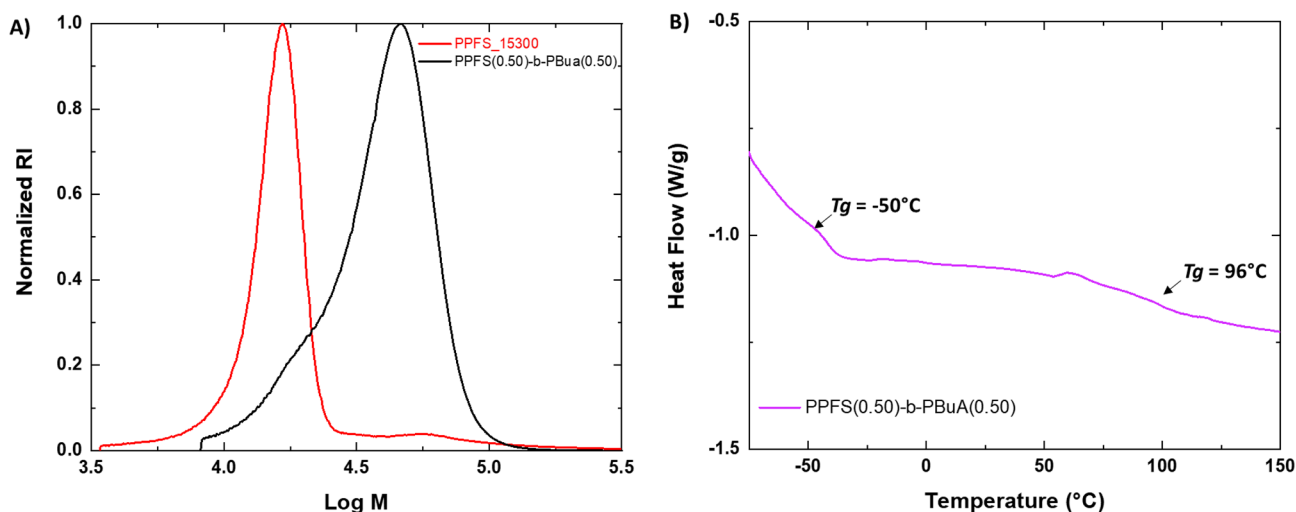 A)
Normalized RI
1.0
0.8
0.6
0.4
0.2
0.0
PPFS_15300
PPFS(0.50)-b-PBua(0.50)
3.5 4.0 4.5 5.0 5.5
Log M
B)
Heat Flow (W/g)
-0.5
-1.0
-1.5
Tg = -50°C
Tg = 96°C
PPFS(0.50)-b-PBuA(0.50)
-50 0 50 100 150
Temperature (°C)